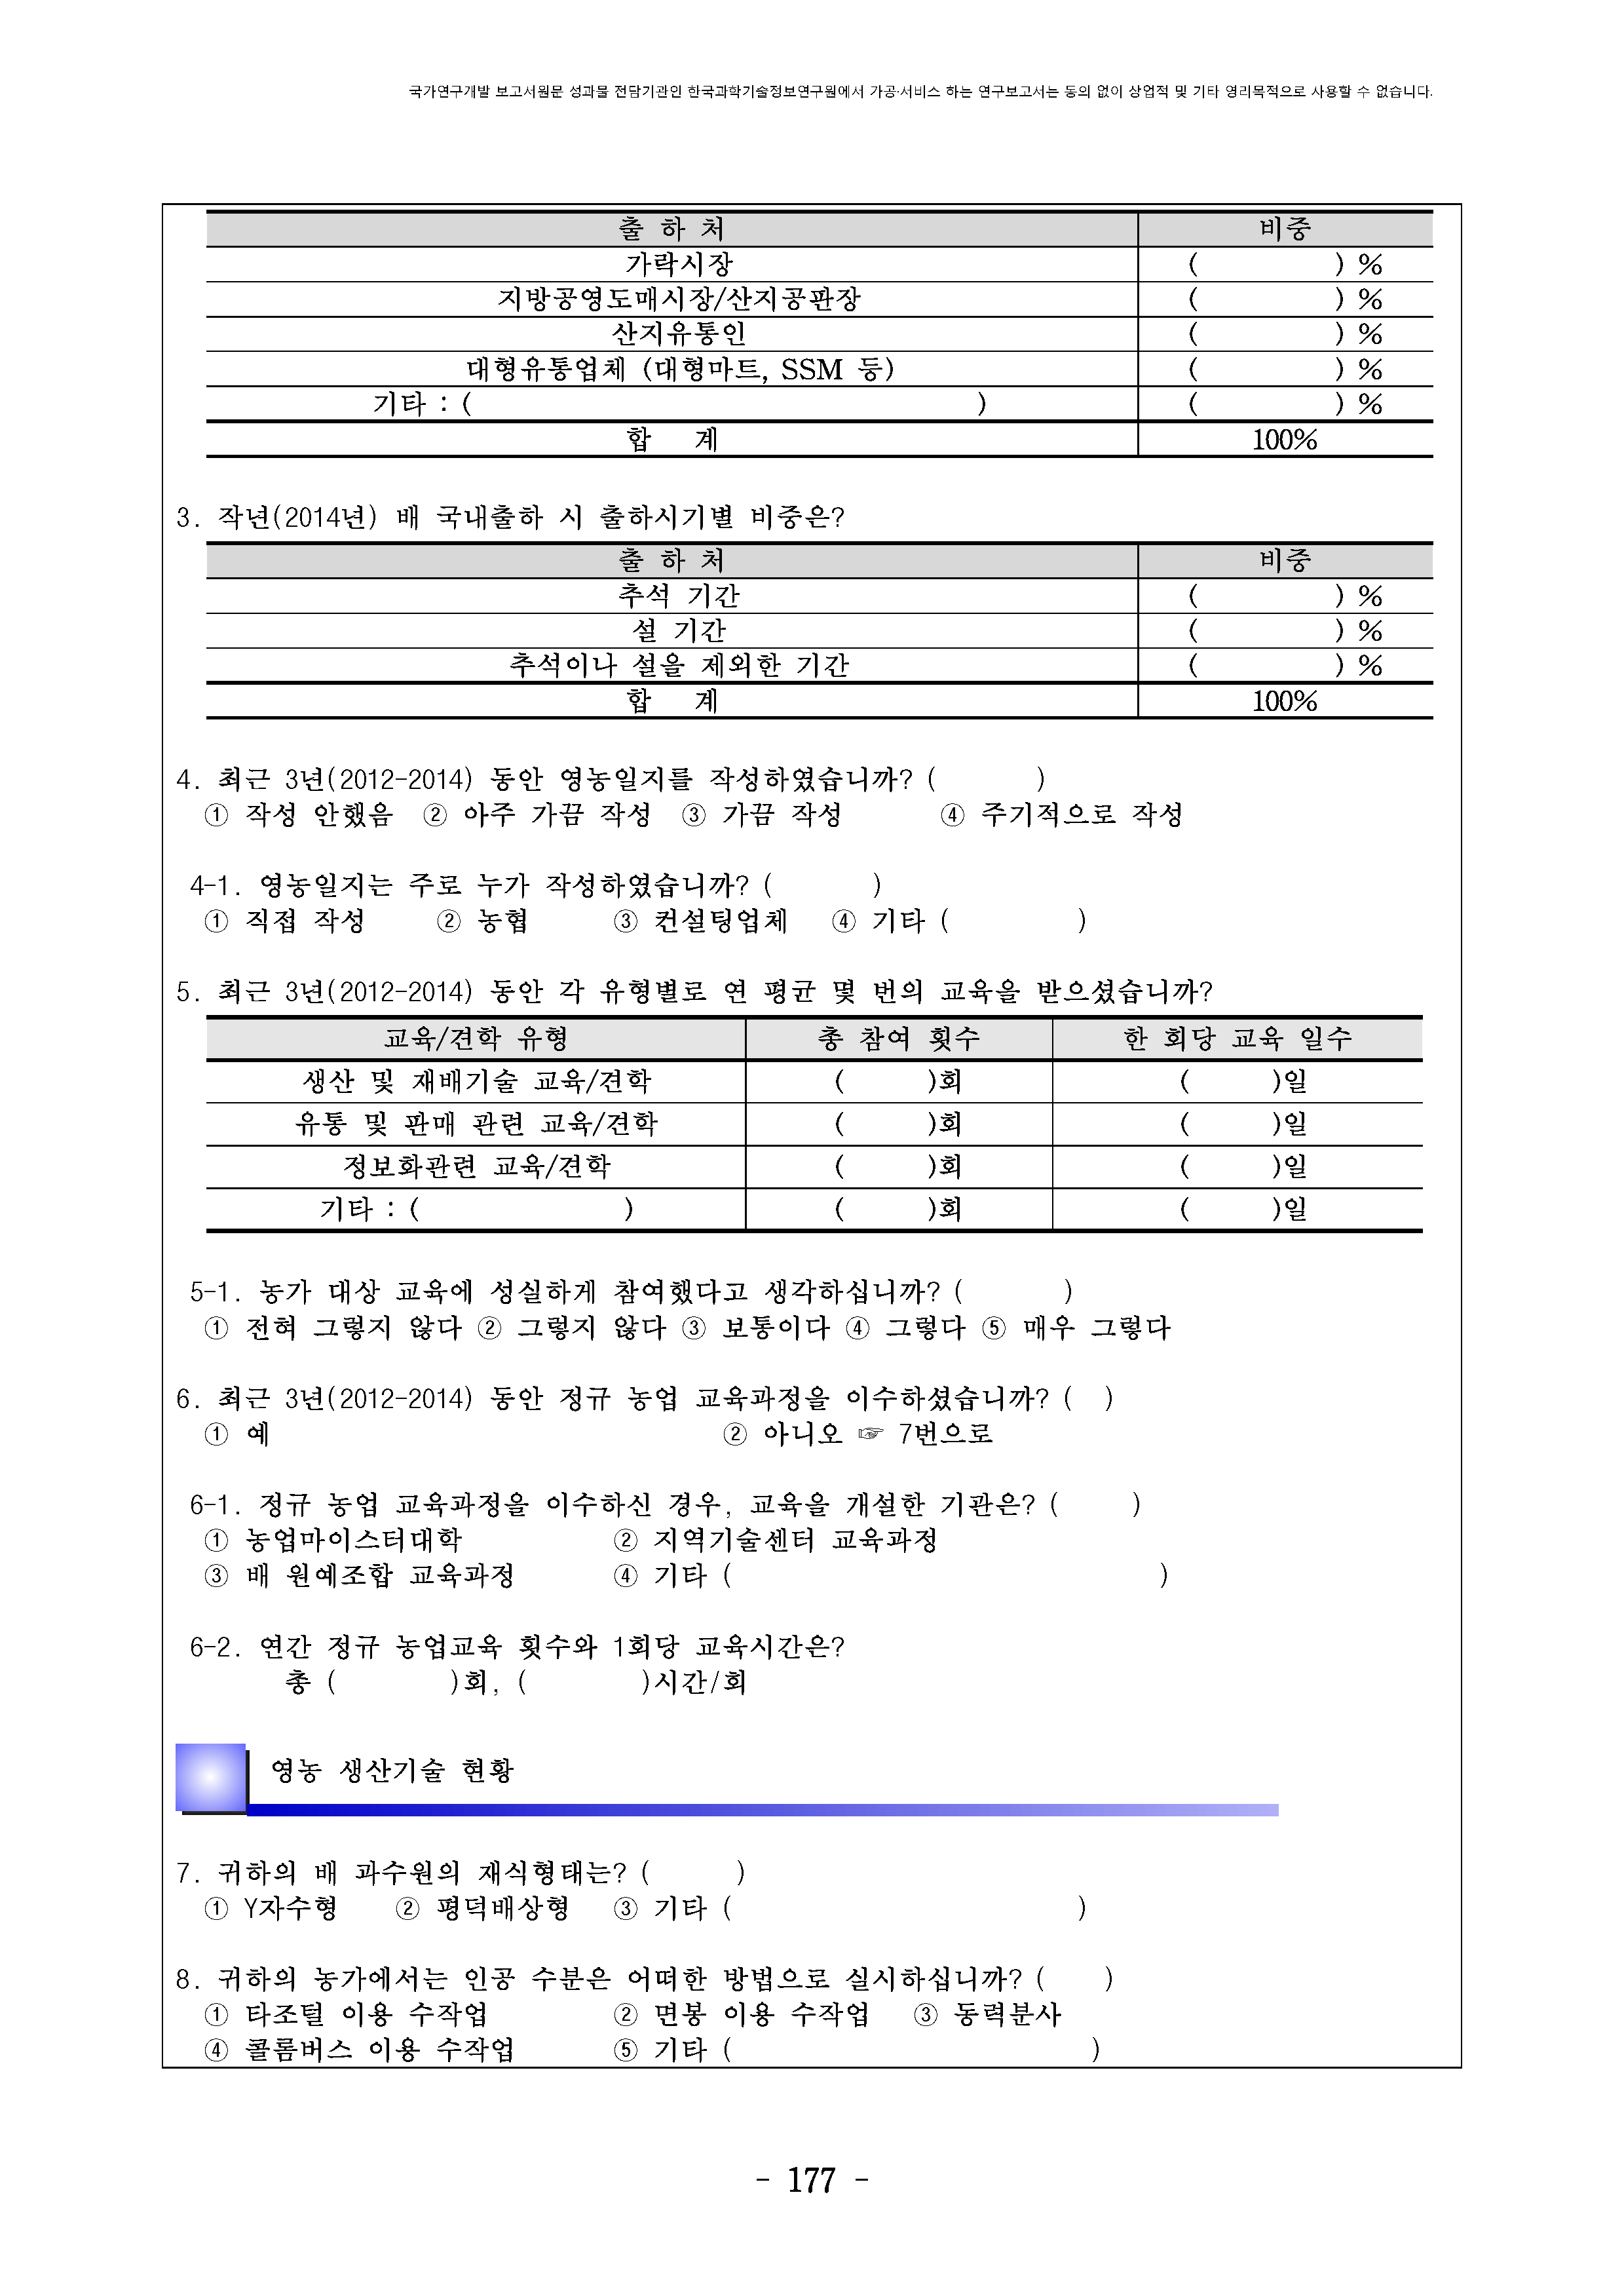 국가연구개발 보고서원문 성과물 전담기관인 한국과학기술정보연구원에서 가공·서비스 하는 연구보고서는 동의 없이 상업적 및 기타 영리목적으로 사용할 수 없습니다.
출 하 처 비중
가락시장 ( ) %
지방공영도매시장/산지공판장 ( ) %
산지유통인 ( ) %
대형유통업체 (대형마트, SSM 등) ( ) %
기타 : ( ) ( ) %
합 계 100%
3. 작년(2014년) 배 국내출하 시 출하시기별 비중은?
출 하 처 비중
추석 기간 ( ) %
설 기간 ( ) %
추석이나 설을 제외한 기간 ( ) %
합 계 100%
4. 최근 3년(2012-2014) 동안 영농일지를 작성하였습니까? ( )
① 작성 안했음 ② 아주 가끔 작성 ③ 가끔 작성 ④ 주기적으로 작성
4-1. 영농일지는 주로 누가 작성하였습니까? ( )
① 직접 작성 ② 농협 ③ 컨설팅업체 ④ 기타 ( )
5. 최근 3년(2012-2014) 동안 각 유형별로 연 평균 몇 번의 교육을 받으셨습니까?
교육/견학 유형 총 참여 횟수 한 회당 교육 일수
생산 및 재배기술 교육/견학 ( )회 ( )일
유통 및 판매 관련 교육/견학 ( )회 ( )일
정보화관련 교육/견학 ( )회 ( )일
기타 : ( ) ( )회 ( )일
5-1. 농가 대상 교육에 성실하게 참여했다고 생각하십니까? ( )
① 전혀 그렇지 않다 ② 그렇지 않다 ③ 보통이다 ④ 그렇다 ⑤ 매우 그렇다
6. 최근 3년(2012-2014) 동안 정규 농업 교육과정을 이수하셨습니까? ( )
① 예 ② 아니오 ☞ 7번으로
6-1. 정규 농업 교육과정을 이수하신 경우, 교육을 개설한 기관은? ( )
① 농업마이스터대학 ② 지역기술센터 교육과정
③ 배 원예조합 교육과정 ④ 기타 ( )
6-2. 연간 정규 농업교육 횟수와 1회당 교육시간은?
총 ( )회, ( )시간/회
영농 생산기술 현황
7. 귀하의 배 과수원의 재식형태는? ( )
① Y자수형 ② 평덕배상형 ③ 기타 ( )
8. 귀하의 농가에서는 인공 수분은 어떠한 방법으로 실시하십니까? ( )
① 타조털 이용 수작업 ② 면봉 이용 수작업 ③ 동력분사
④ 콜롬버스 이용 수작업 ⑤ 기타 ( )
- 177 -